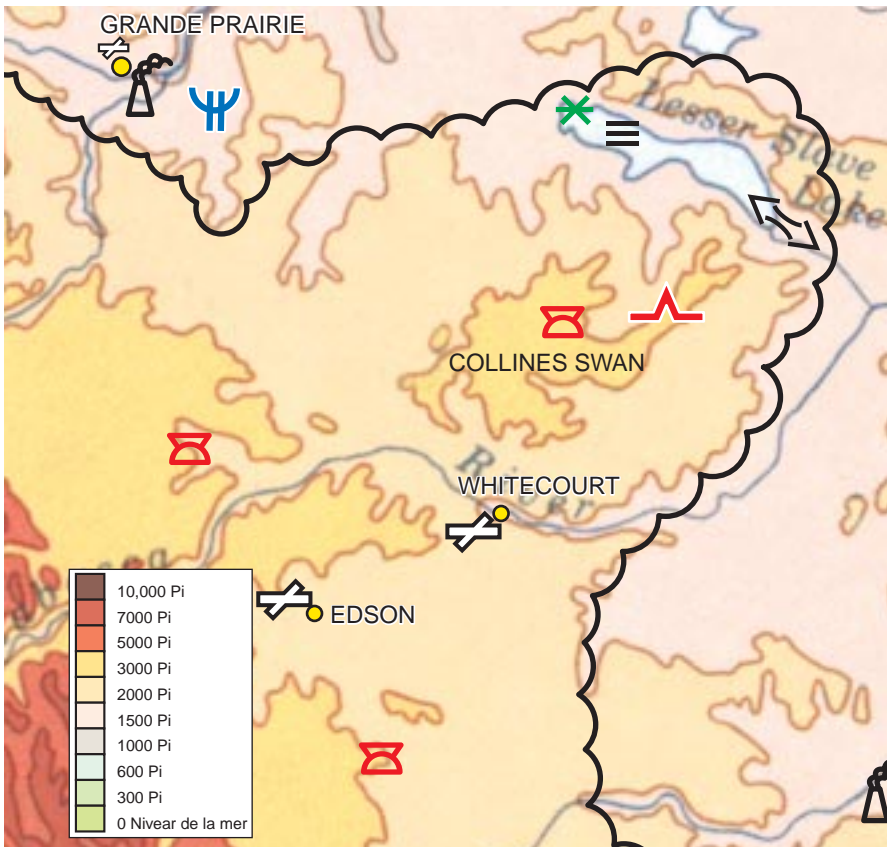 GRANDE PRAIRIE
Lesser Slave
Lake
COLLINES SWAN
River
WHITECOURT
EDSON
10,000 Pi
7000 Pi
5000 Pi
3000 Pi
2000 Pi
1500 Pi
1000 Pi
600 Pi
300 Pi
0 Nivear de la mer